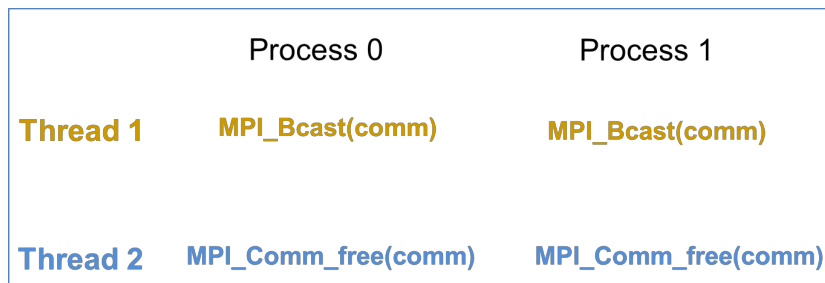 Process 0 Process 1
Thread 1 MPI_Bcast(comm) MPI_Bcast(comm)
Thread 2 MPI_Comm_free(comm) MPI_Comm_free(comm)